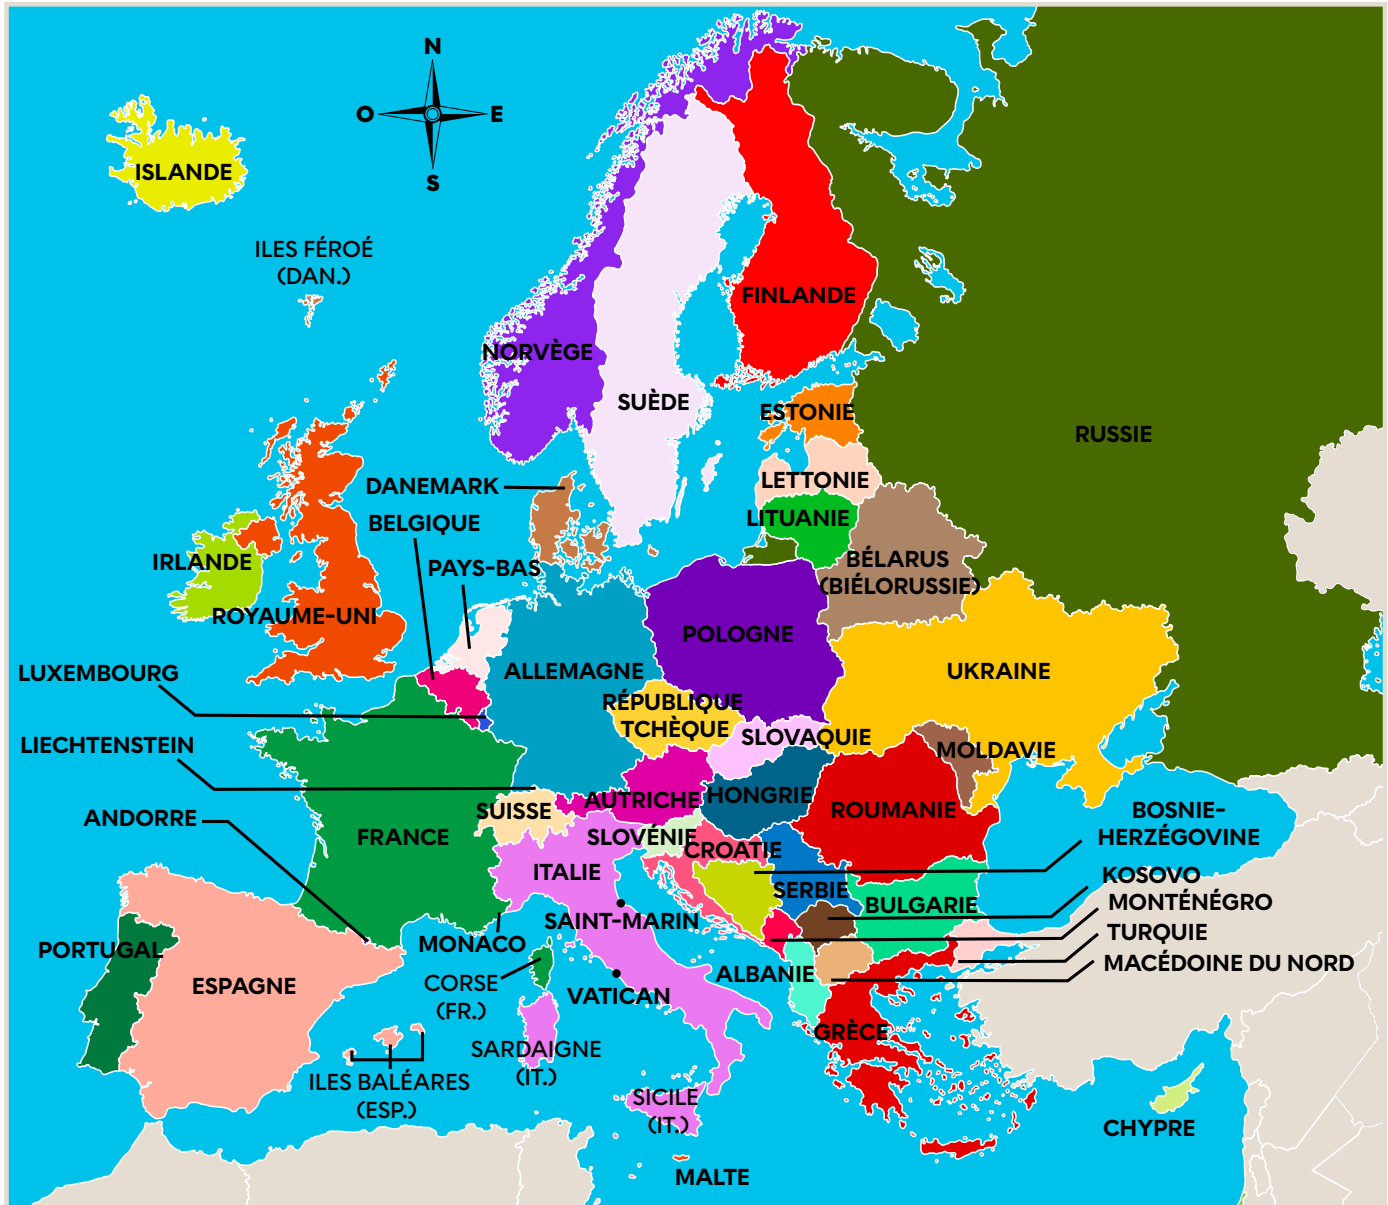 N
O
E
S
ISLANDE
ILES FÉROÉ
(DAN.)
FINLANDE
NORVÈGE
SUÈDE
ESTONIE
RUSSIE
LETTONIE
DANEMARK
LITUANIE
BELGIQUE
BÉLARUS
(BIÉLORUSSIE)
IRLANDE
PAYS-BAS
ROYAUME-UNI
POLOGNE
LUXEMBOURG
ALLEMAGNE
UKRAINE
RÉPUBLIQUE
TCHÈQUE
SLOVAQUIE
LIECHTENSTEIN
MOLDAVIE
SUISSE
AUTRICHE
HONGRIE
ROUMANIE
BOSNIE-
HERZÉGOVINE
ANDORRE
FRANCE
SLOVÉNIE
CROATIE
ITALIE
SERBIE
KOSOVO
BULGARIE
MONTÉNÉGRO
SAINT-MARIN
TURQUIE
MONACO
PORTUGAL
MACÉDOINE DU NORD
ALBANIE
ESPAGNE
CORSE
(FR.)
VATICAN
GRÈCE
SARDAIGNE
(IT.)
ILES BALÉARES
(ESP.)
SICILE
(IT.)
CHYPRE
MALTE